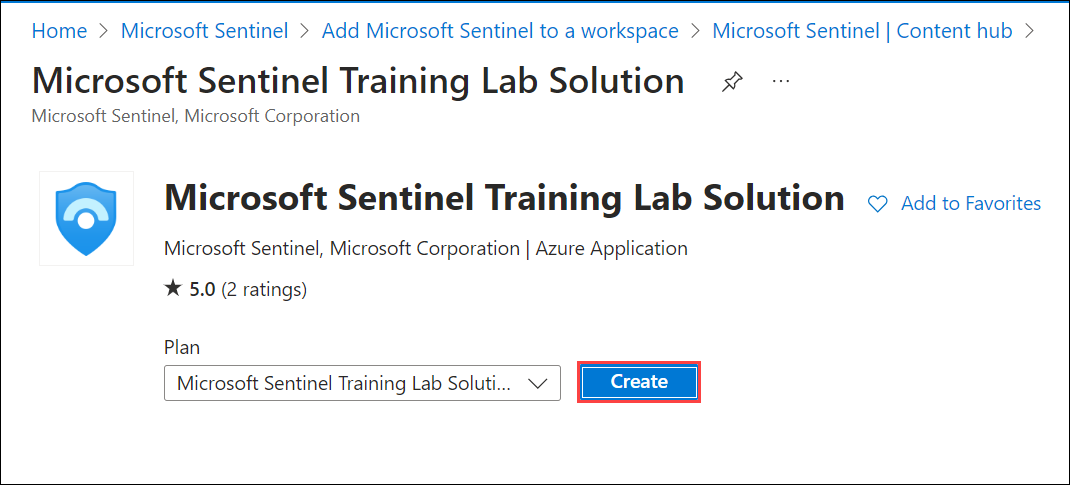 Home > Microsoft Sentinel > Add Microsoft Sentinel to a workspace > Microsoft Sentinel | Content hub >
Microsoft Sentinel Training Lab Solution ...
Microsoft Sentinel, Microsoft Corporation
Microsoft Sentinel Training Lab Solution Add to Favorites
Microsoft Sentinel, Microsoft Corporation | Azure Application
★ 5.0 (2 ratings)
Plan
Microsoft Sentinel Training Lab Soluti... Create